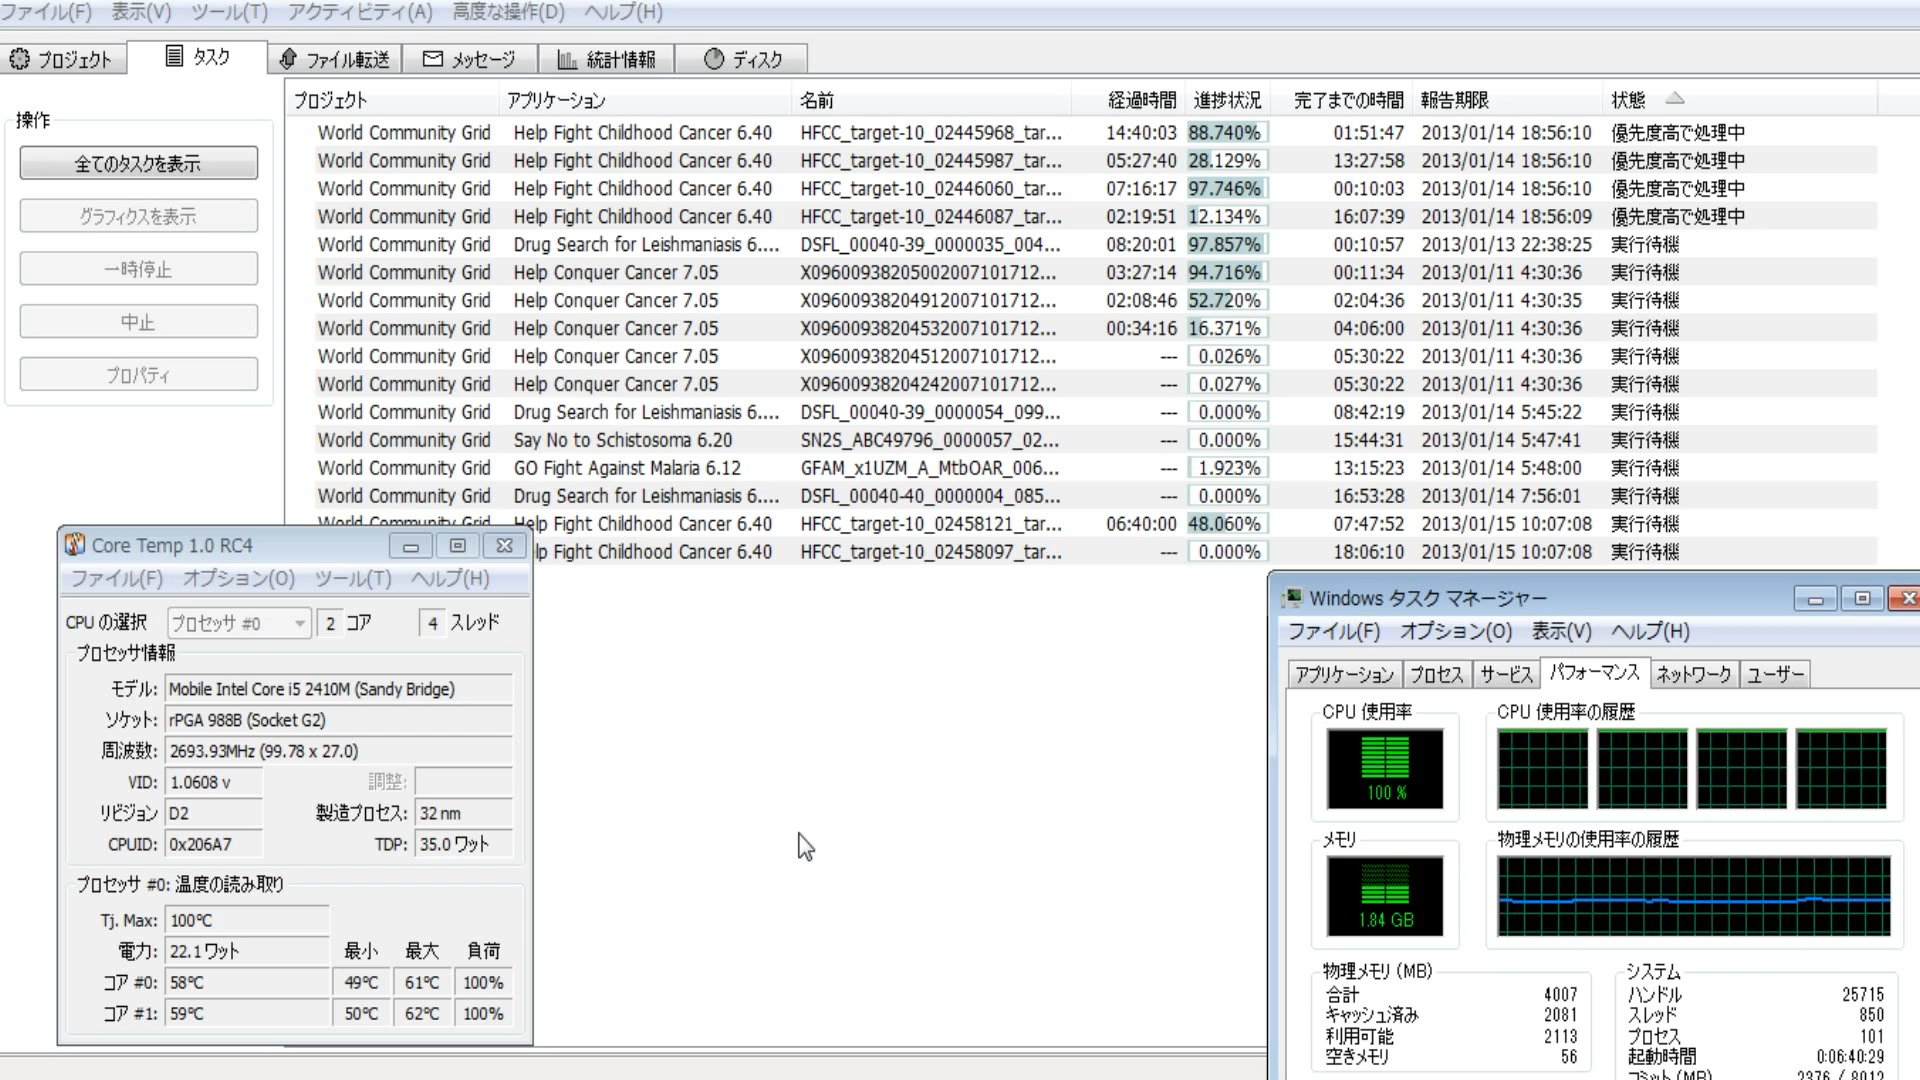 ファイル(F) 表示(V) ツール(T) アクティビティ(A) 高度な操作(D) ヘルプ(H)
プロジェクト タスク ファイル転送 メッセージ 統計情報 ディスク
操作
全てのタスクを表示
グラフィクスを表示
一時停止
中止
プロパティ
プロジェクト アプリケーション 名前 経過時間 進捗状況 完了までの時間 報告期限 状態
World Community Grid Help Fight Childhood Cancer 6.40 HFCC_target-10_02445968_tar... 14:40:03 88.740% 01:51:47 2013/01/14 18:56:10 優先度高で処理中
World Community Grid Help Fight Childhood Cancer 6.40 HFCC_target-10_02445987_tar... 05:27:40 28.129% 13:27:58 2013/01/14 18:56:10 優先度高で処理中
World Community Grid Help Fight Childhood Cancer 6.40 HFCC_target-10_02446060_tar... 07:16:17 97.746% 00:10:03 2013/01/14 18:56:10 優先度高で処理中
World Community Grid Help Fight Childhood Cancer 6.40 HFCC_target-10_02446087_tar... 02:19:51 12.134% 16:07:39 2013/01/14 18:56:09 優先度高で処理中
World Community Grid Drug Search for Leishmaniasis 6.... DSFL_00040-39_0000035_004... 08:20:01 97.857% 00:10:57 2013/01/13 22:38:25 実行待機
World Community Grid Help Conquer Cancer 7.05 X0960093820500200710171​2... 03:27:14 94.716% 00:11:34 2013/01/11 4:30:36 実行待機
World Community Grid Help Conquer Cancer 7.05 X0960093820491200710171​2... 02:08:46 52.720% 02:04:36 2013/01/11 4:30:35 実行待機
World Community Grid Help Conquer Cancer 7.05 X0960093820453200710171​2... 00:34:16 16.371% 04:06:00 2013/01/11 4:30:36 実行待機
World Community Grid Help Conquer Cancer 7.05 X0960093820451200710171​2... --- 0.026% 05:30:22 2013/01/11 4:30:36 実行待機
World Community Grid Help Conquer Cancer 7.05 X0960093820424200710171​2... --- 0.027% 05:30:22 2013/01/11 4:30:36 実行待機
World Community Grid Drug Search for Leishmaniasis 6.... DSFL_00040-39_0000054_099... --- 0.000% 08:42:19 2013/01/14 5:45:22 実行待機
World Community Grid Say No to Schistosoma 6.20 SN2S_ABC49796_0000057_02... --- 0.000% 15:44:31 2013/01/14 5:47:41 実行待機
World Community Grid GO Fight Against Malaria 6.12 GFAM_x1UZM_A_MtbOAR_006... --- 1.923% 13:15:23 2013/01/14 5:48:00 実行待機
World Community Grid Drug Search for Leishmaniasis 6.... DSFL_00040-40_0000004_085... --- 0.000% 16:53:28 2013/01/14 7:56:01 実行待機
World Community Grid Help Fight Childhood Cancer 6.40 HFCC_target-10_02458121_tar... 06:40:00 48.060% 07:47:52 2013/01/15 10:07:08 実行待機
lp Fight Childhood Cancer 6.40 HFCC_target-10_02458097_tar... --- 0.000% 18:06:10 2013/01/15 10:07:08 実行待機
Core Temp 1.0 RC4
ファイル(F) オプション(O) ツール(T) ヘルプ(H)
CPU の選択 プロセッサ #0 2 コア 4 スレッド
プロセッサ情報
モデル: Mobile Intel Core i5 2410M (Sandy Bridge)
ソケット: rPGA 988B (Socket G2)
周波数: 2693.93MHz (99.78 x 27.0)
VID: 1.0608 v 調整:
リビジョン D2 製造プロセス: 32 nm
CPUID: 0x206A7 TDP: 35.0 ワット
プロセッサ #0: 温度の読み取り
Tj. Max: 100℃
電力: 22.1 ワット 最小 最大 負荷
コア #0: 58℃ 49℃ 61℃ 100%
コア #1: 59℃ 50℃ 62℃ 100%
Windows タスク マネージャー
ファイル(F) オプション(O) 表示(V) ヘルプ(H)
アプリケーション プロセス サービス パフォーマンス ネットワーク ユーザー
CPU 使用率 CPU 使用率の履歴
100 %
メモリ 物理メモリの使用率の履歴
1.84 GB
物理メモリ (MB)
合計 4007
キャッシュ済み 2081
利用可能 2113
空きメモリ 56
システム
ハンドル 25715
スレッド 850
プロセス 101
起動時間 0:06:40:29
コミット (MB) 2376 / 8012